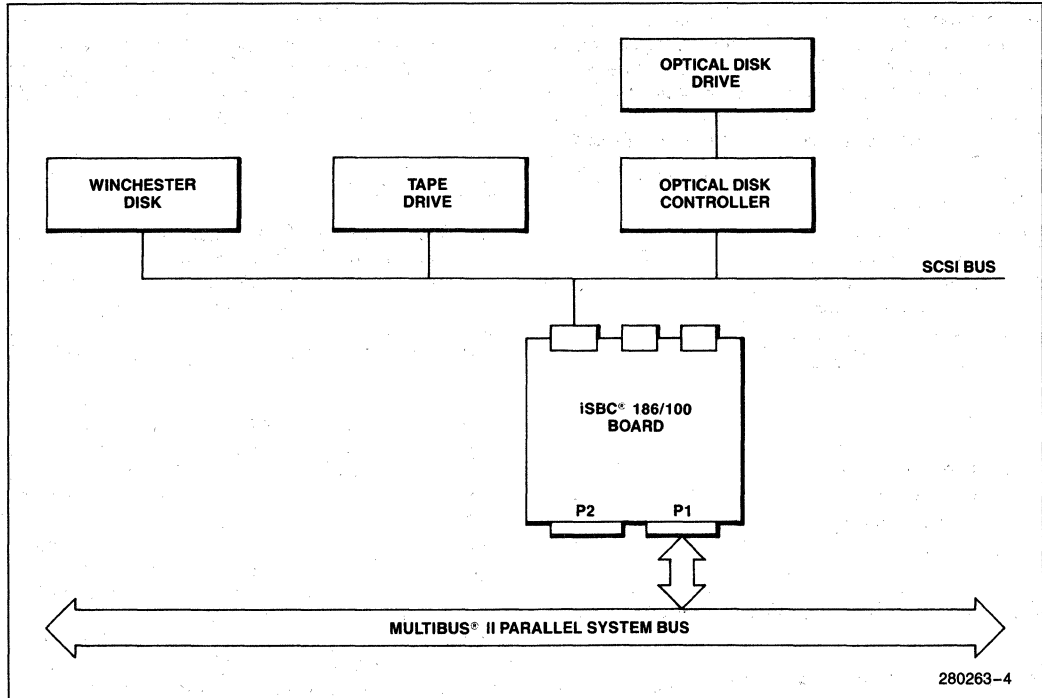 OPTICAL DISK
DRIVE
WINCHESTER
DISK
TAPE
DRIVE
OPTICAL DISK
CONTROLLER
SCSI BUS
iSBC® 186/100
BOARD
P2
P1
MULTIBUS® II PARALLEL SYSTEM BUS
280263–4